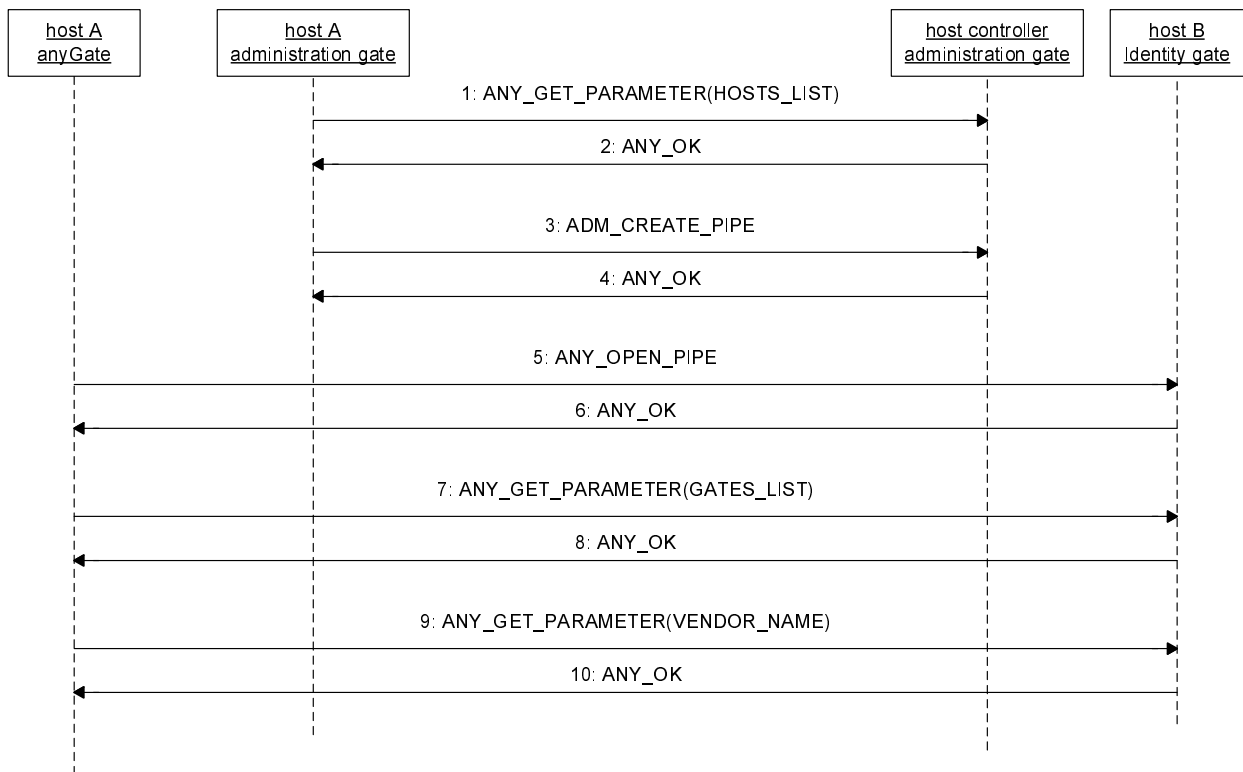 host A
anyGate
host A
administration gate
host controller
administration gate
host B
Identity gate
1: ANY_GET_PARAMETER(HOSTS_LIST)
2: ANY_OK
3: ADM_CREATE_PIPE
4: ANY_OK
5: ANY_OPEN_PIPE
6: ANY_OK
7: ANY_GET_PARAMETER(GATES_LIST)
8: ANY_OK
9: ANY_GET_PARAMETER(VENDOR_NAME)
10: ANY_OK